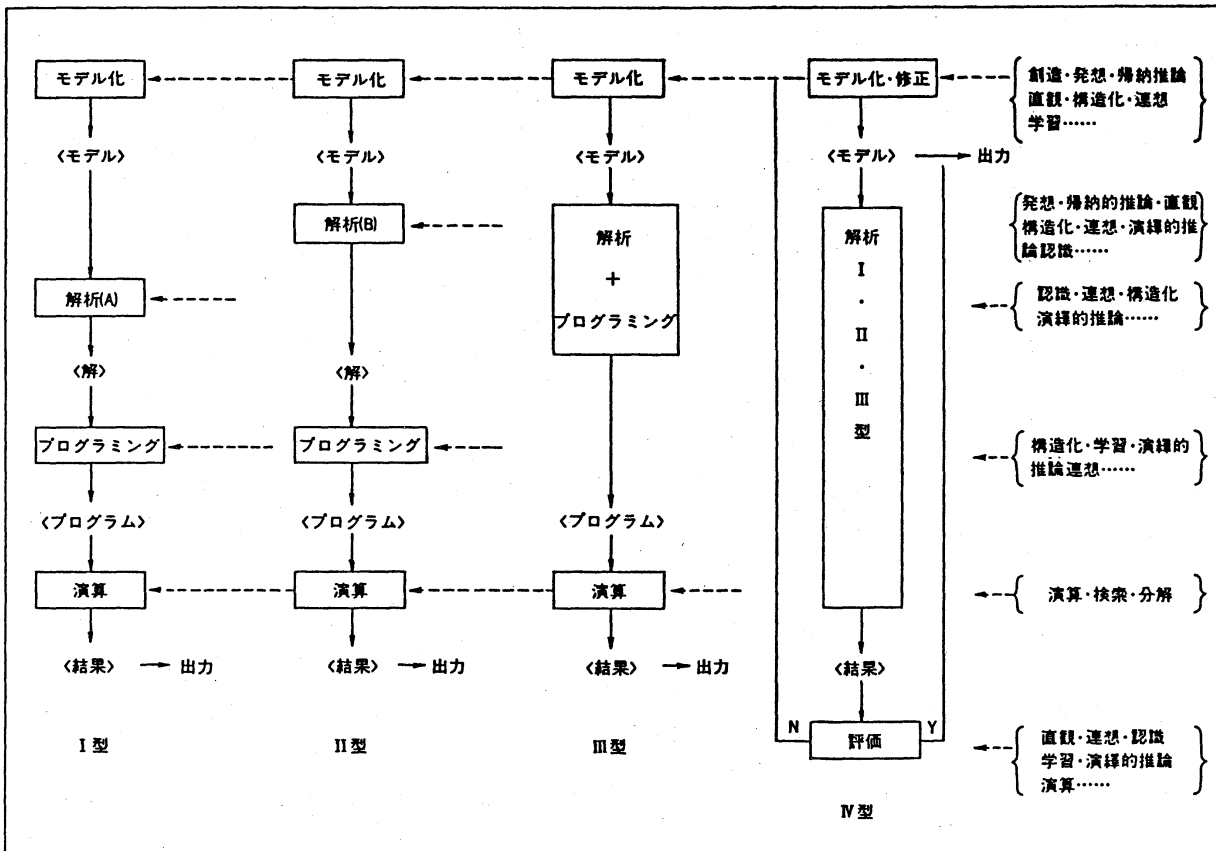 モデル化
モデル化
モデル化
モデル化・修正
創造・発想・帰納推論
直観・構造化・連想
学習……
〈モデル〉
〈モデル〉
〈モデル〉
〈モデル〉
出力
解析(B)
解析
+
プログラミング
解析
I
・
II
・
III
型
発想・帰納的推論・直観
構造化・連想・演繹的推
論認識……
解析(A)
認識・連想・構造化
演繹的推論……
〈解〉
〈解〉
プログラミング
プログラミング
構造化・学習・演繹的
推論連想……
〈プログラム〉
〈プログラム〉
〈プログラム〉
演算
演算
演算
演算・検索・分解
〈結果〉
出力
〈結果〉
出力
〈結果〉
出力
〈結果〉
I型
II型
III型
N
評価
Y
直観・連想・認識
学習・演繹的推論
演算……
IV型